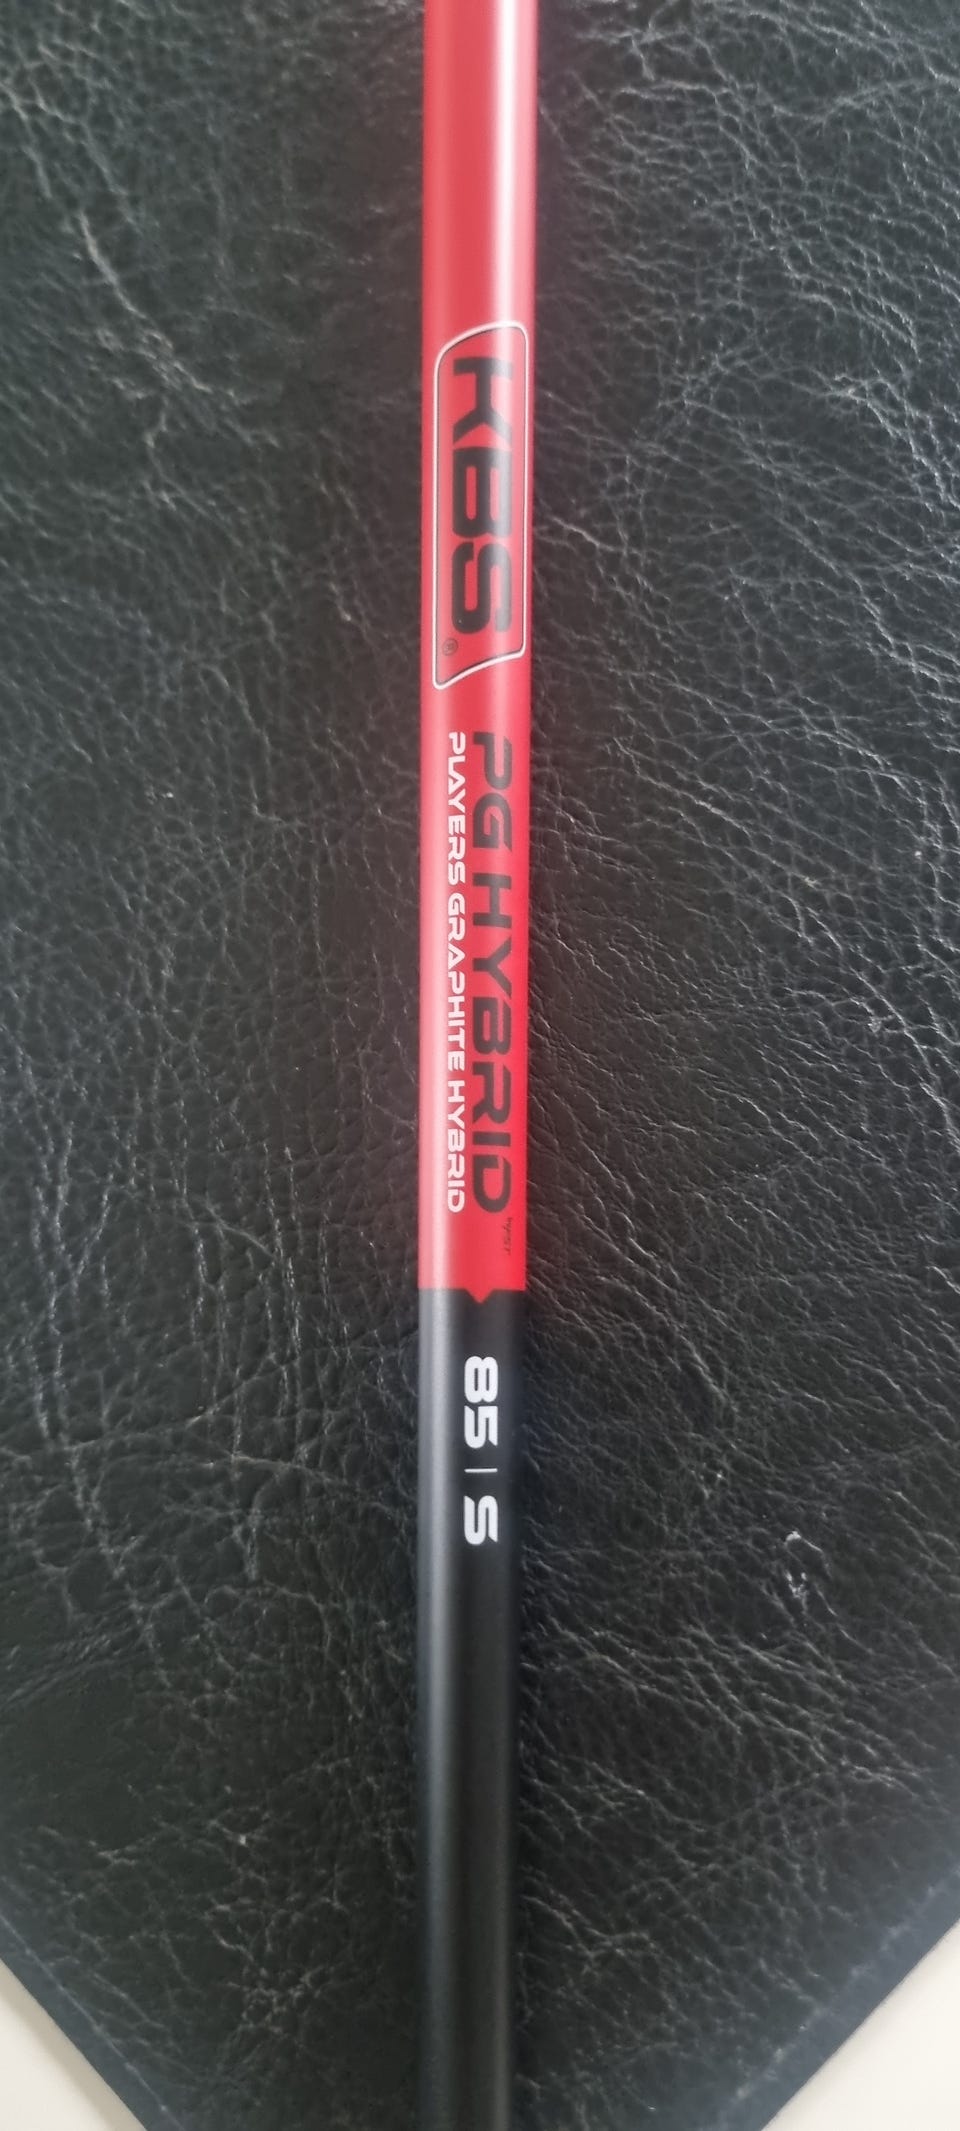 KBS®
PG HYBRID
PLAYERS GRAPHITE HYBRID
85 | S